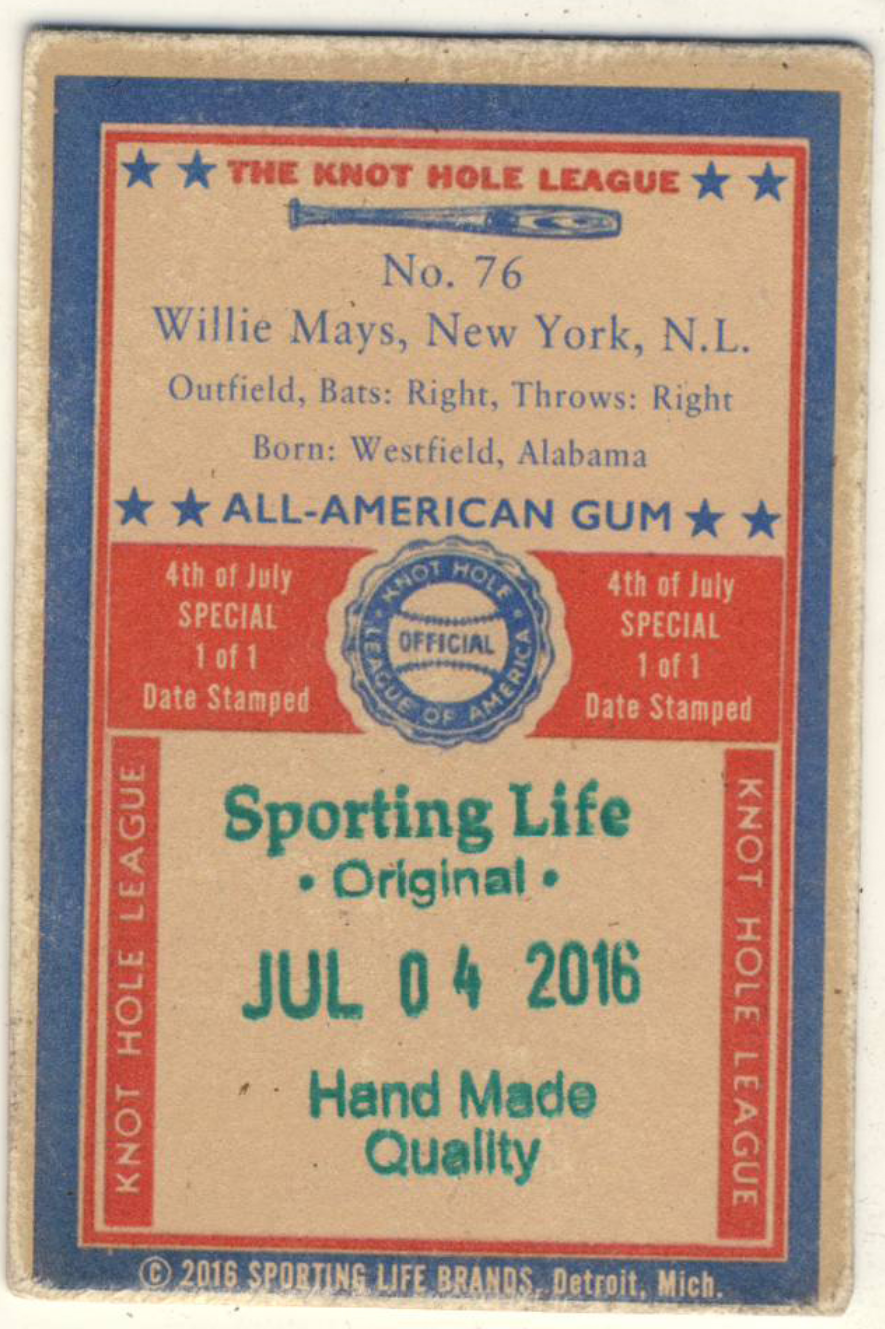 THE KNOT HOLE LEAGUE
No. 76
Willie Mays, New York, N.L.
Outfield, Bats: Right, Throws: Right
Born: Westfield, Alabama
ALL-AMERICAN GUM
4th of July
SPECIAL
1 of 1
Date Stamped
KNOT HOLE
LEAGUE OF AMERICA
OFFICIAL
4th of July
SPECIAL
1 of 1
Date Stamped
KNOT HOLE LEAGUE
Sporting Life
• Original •
JUL 04 2016
Hand Made
Quality
KNOT HOLE LEAGUE
© 2016 SPORTING LIFE BRANDS, Detroit, Mich.